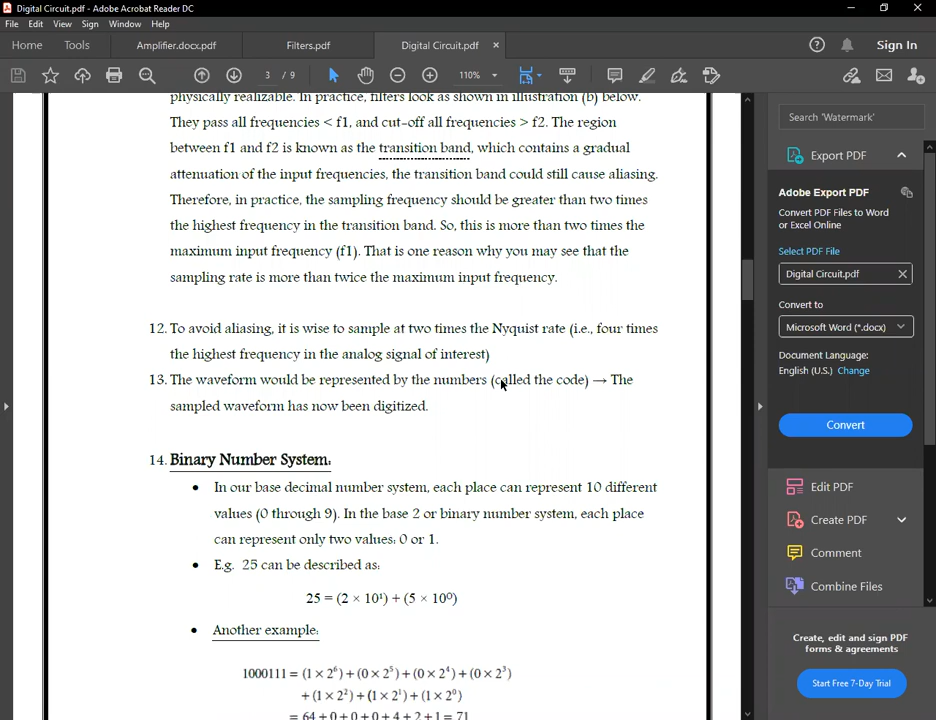 Digital Circuit.pdf - Adobe Acrobat Reader DC
File Edit View Sign Window Help
Home Tools Amplifier.docx.pdf Filters.pdf Digital Circuit.pdf × Sign In
3 / 9 110%
physically realizable. In practice, filters look as shown in illustration (b) below.
They pass all frequencies < f1, and cut-off all frequencies > f2. The region
between f1 and f2 is known as the transition band, which contains a gradual
attenuation of the input frequencies, the transition band could still cause aliasing.
Therefore, in practice, the sampling frequency should be greater than two times
the highest frequency in the transition band. So, this is more than two times the
maximum input frequency (f1). That is one reason why you may see that the
sampling rate is more than twice the maximum input frequency.
12. To avoid aliasing, it is wise to sample at two times the Nyquist rate (i.e., four times
the highest frequency in the analog signal of interest)
13. The waveform would be represented by the numbers (called the code) → The
sampled waveform has now been digitized.
14. Binary Number System:
• In our base decimal number system, each place can represent 10 different
values (0 through 9). In the base 2 or binary number system, each place
can represent only two values: 0 or 1.
• E.g. 25 can be described as:
25 = (2 × 10¹) + (5 × 10⁰)
• Another example:
1000111 = (1 × 2⁶) + (0 × 2⁵) + (0 × 2⁴) + (0 × 2³)
+ (1 × 2²) + (1 × 2¹) + (1 × 2⁰)
= 64 + 0 + 0 + 0 + 4 + 2 + 1 = 71
Search 'Watermark'
Export PDF
Adobe Export PDF
Convert PDF Files to Word
or Excel Online
Select PDF File
Digital Circuit.pdf ×
Convert to
Microsoft Word (*.docx)
Document Language:
English (U.S.) Change
Convert
Edit PDF
Create PDF
Comment
Combine Files
Create, edit and sign PDF
forms & agreements
Start Free 7-Day Trial